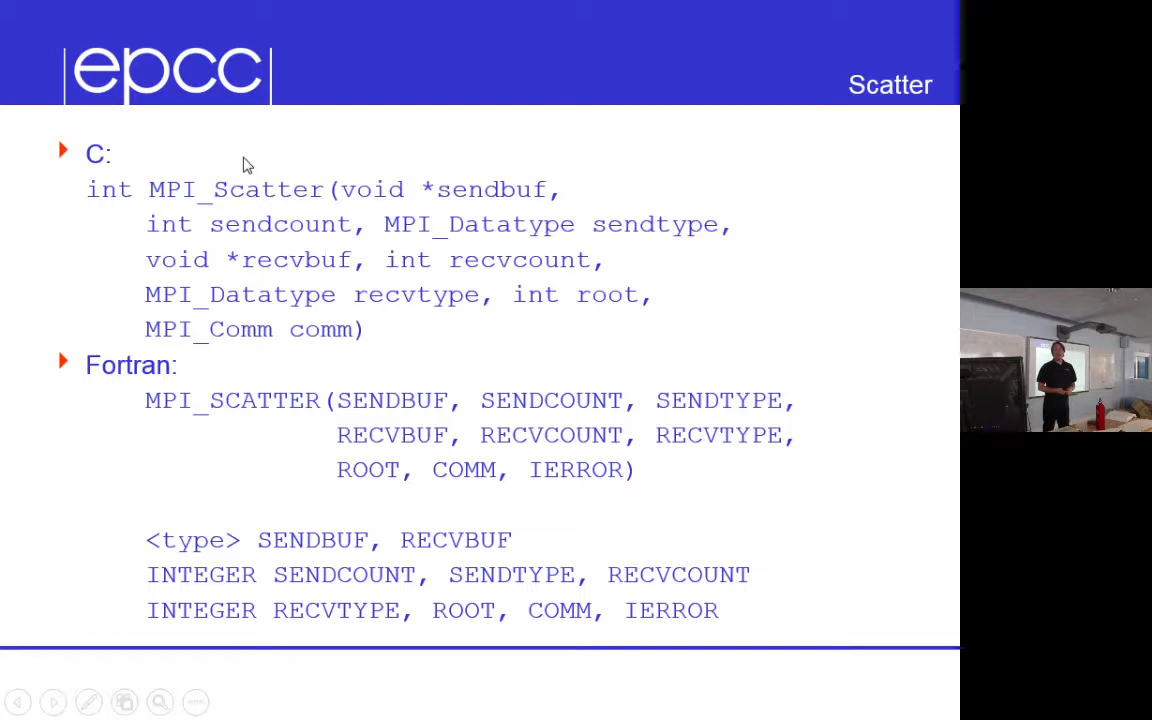 epcc
Scatter
C:
int MPI_Scatter(void *sendbuf,
int sendcount, MPI_Datatype sendtype,
void *recvbuf, int recvcount,
MPI_Datatype recvtype, int root,
MPI_Comm comm)
Fortran:
MPI_SCATTER(SENDBUF, SENDCOUNT, SENDTYPE,
RECVBUF, RECVCOUNT, RECVTYPE,
ROOT, COMM, IERROR)
<type> SENDBUF, RECVBUF
INTEGER SENDCOUNT, SENDTYPE, RECVCOUNT
INTEGER RECVTYPE, ROOT, COMM, IERROR